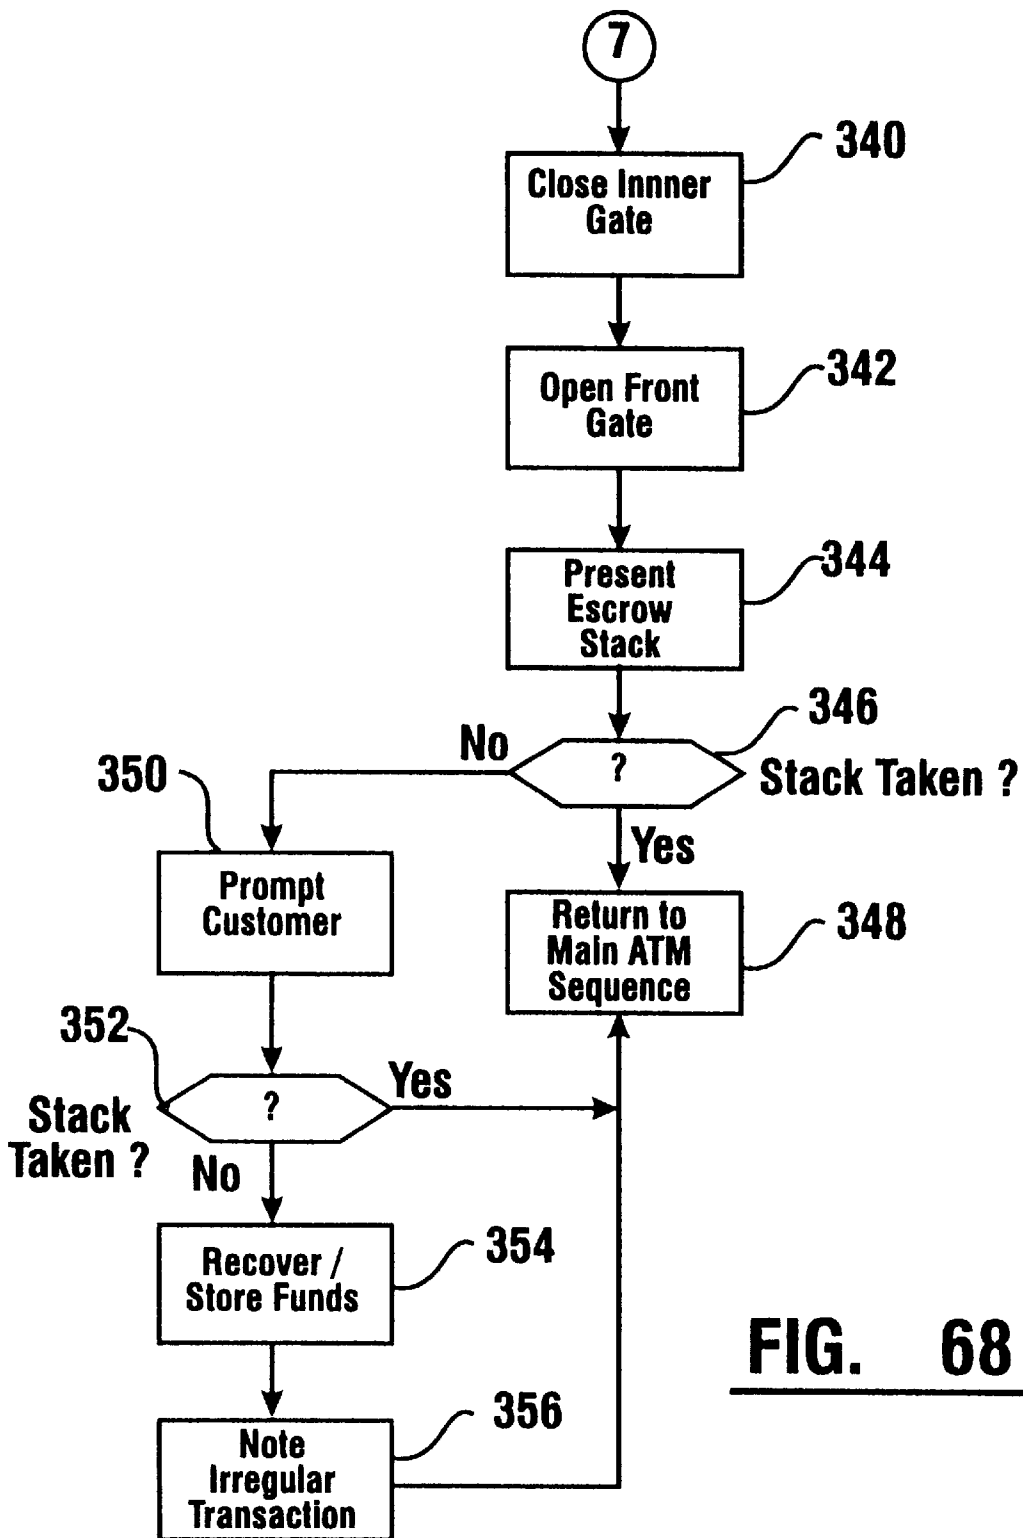 7
340
Close Innner
Gate
342
Open Front
Gate
344
Present
Escrow
Stack
346
No
?
Stack Taken ?
350
Yes
Prompt
Customer
Return to
Main ATM
Sequence
348
352
Yes
?
Stack
Taken ?
No
354
Recover /
Store Funds
FIG. 68
356
Note
Irregular
Transaction